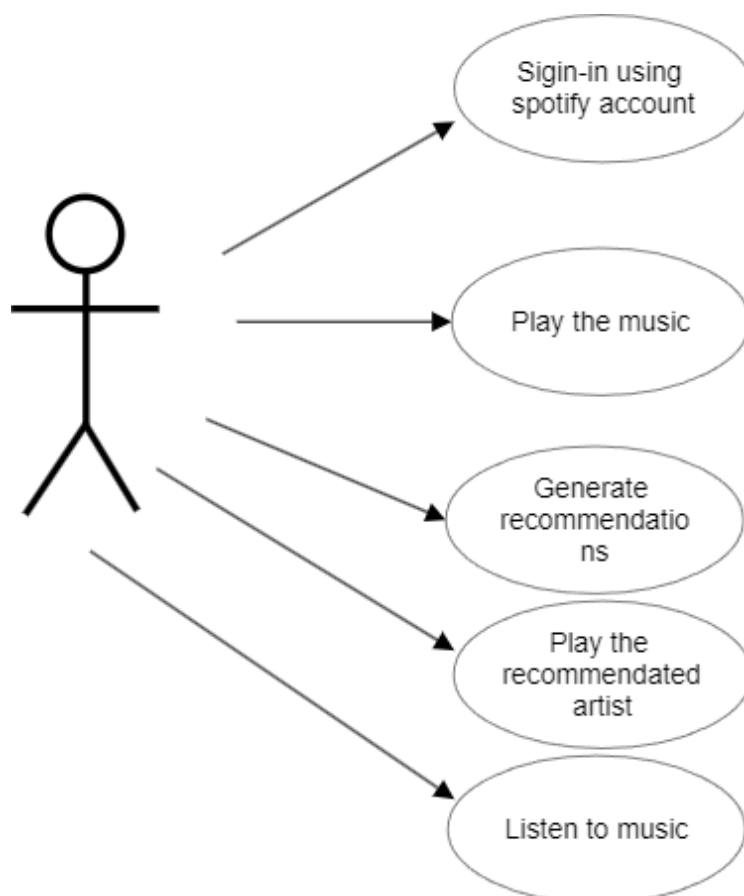 Sigin-in using
spotify account
Play the music
Generate
recommendatio
ns
Play the
recommendated
artist
Listen to music